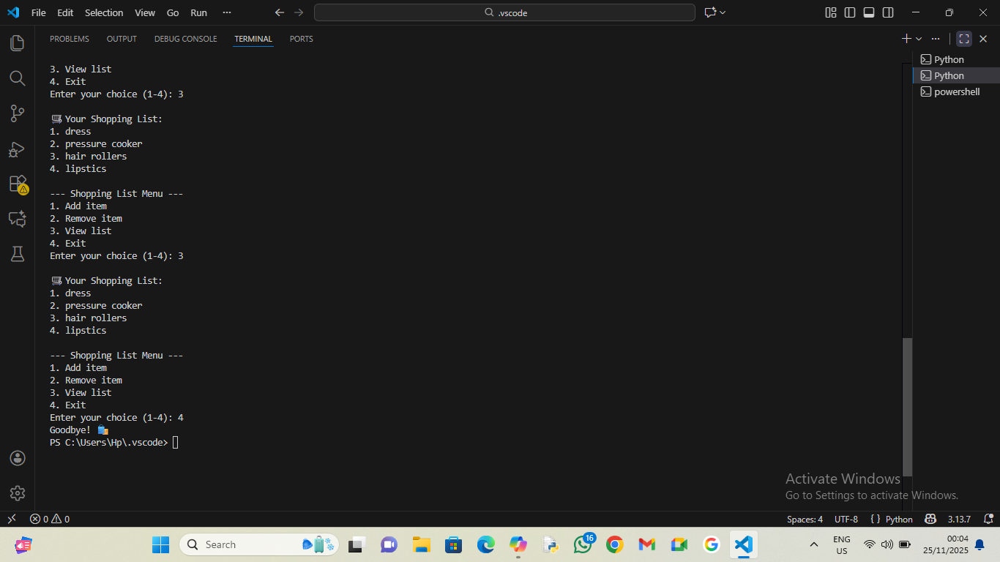 File Edit Selection View Go Run ···
.vscode
PROBLEMS OUTPUT DEBUG CONSOLE TERMINAL PORTS
3. View list
4. Exit
Enter your choice (1-4): 3
Your Shopping List:
1. dress
2. pressure cooker
3. hair rollers
4. lipstics
--- Shopping List Menu ---
1. Add item
2. Remove item
3. View list
4. Exit
Enter your choice (1-4): 3
Your Shopping List:
1. dress
2. pressure cooker
3. hair rollers
4. lipstics
--- Shopping List Menu ---
1. Add item
2. Remove item
3. View list
4. Exit
Enter your choice (1-4): 4
Goodbye!
PS C:\Users\Hp\.vscode>
Python
Python
powershell
Activate Windows
Go to Settings to activate Windows.
0 0
Spaces: 4 UTF-8 { } Python 3.13.7
Search
16
ENG
US
00:04
25/11/2025